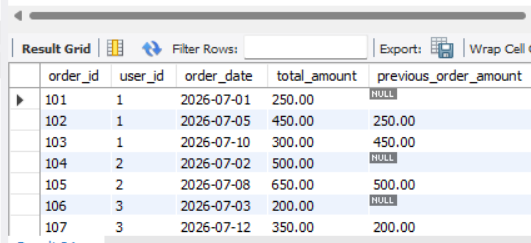 Result Grid Filter Rows: Export: Wrap Cell
order_id user_id order_date total_amount previous_order_amount
101 1 2026-07-01 250.00 NULL
102 1 2026-07-05 450.00 250.00
103 1 2026-07-10 300.00 450.00
104 2 2026-07-02 500.00 NULL
105 2 2026-07-08 650.00 500.00
106 3 2026-07-03 200.00 NULL
107 3 2026-07-12 350.00 200.00